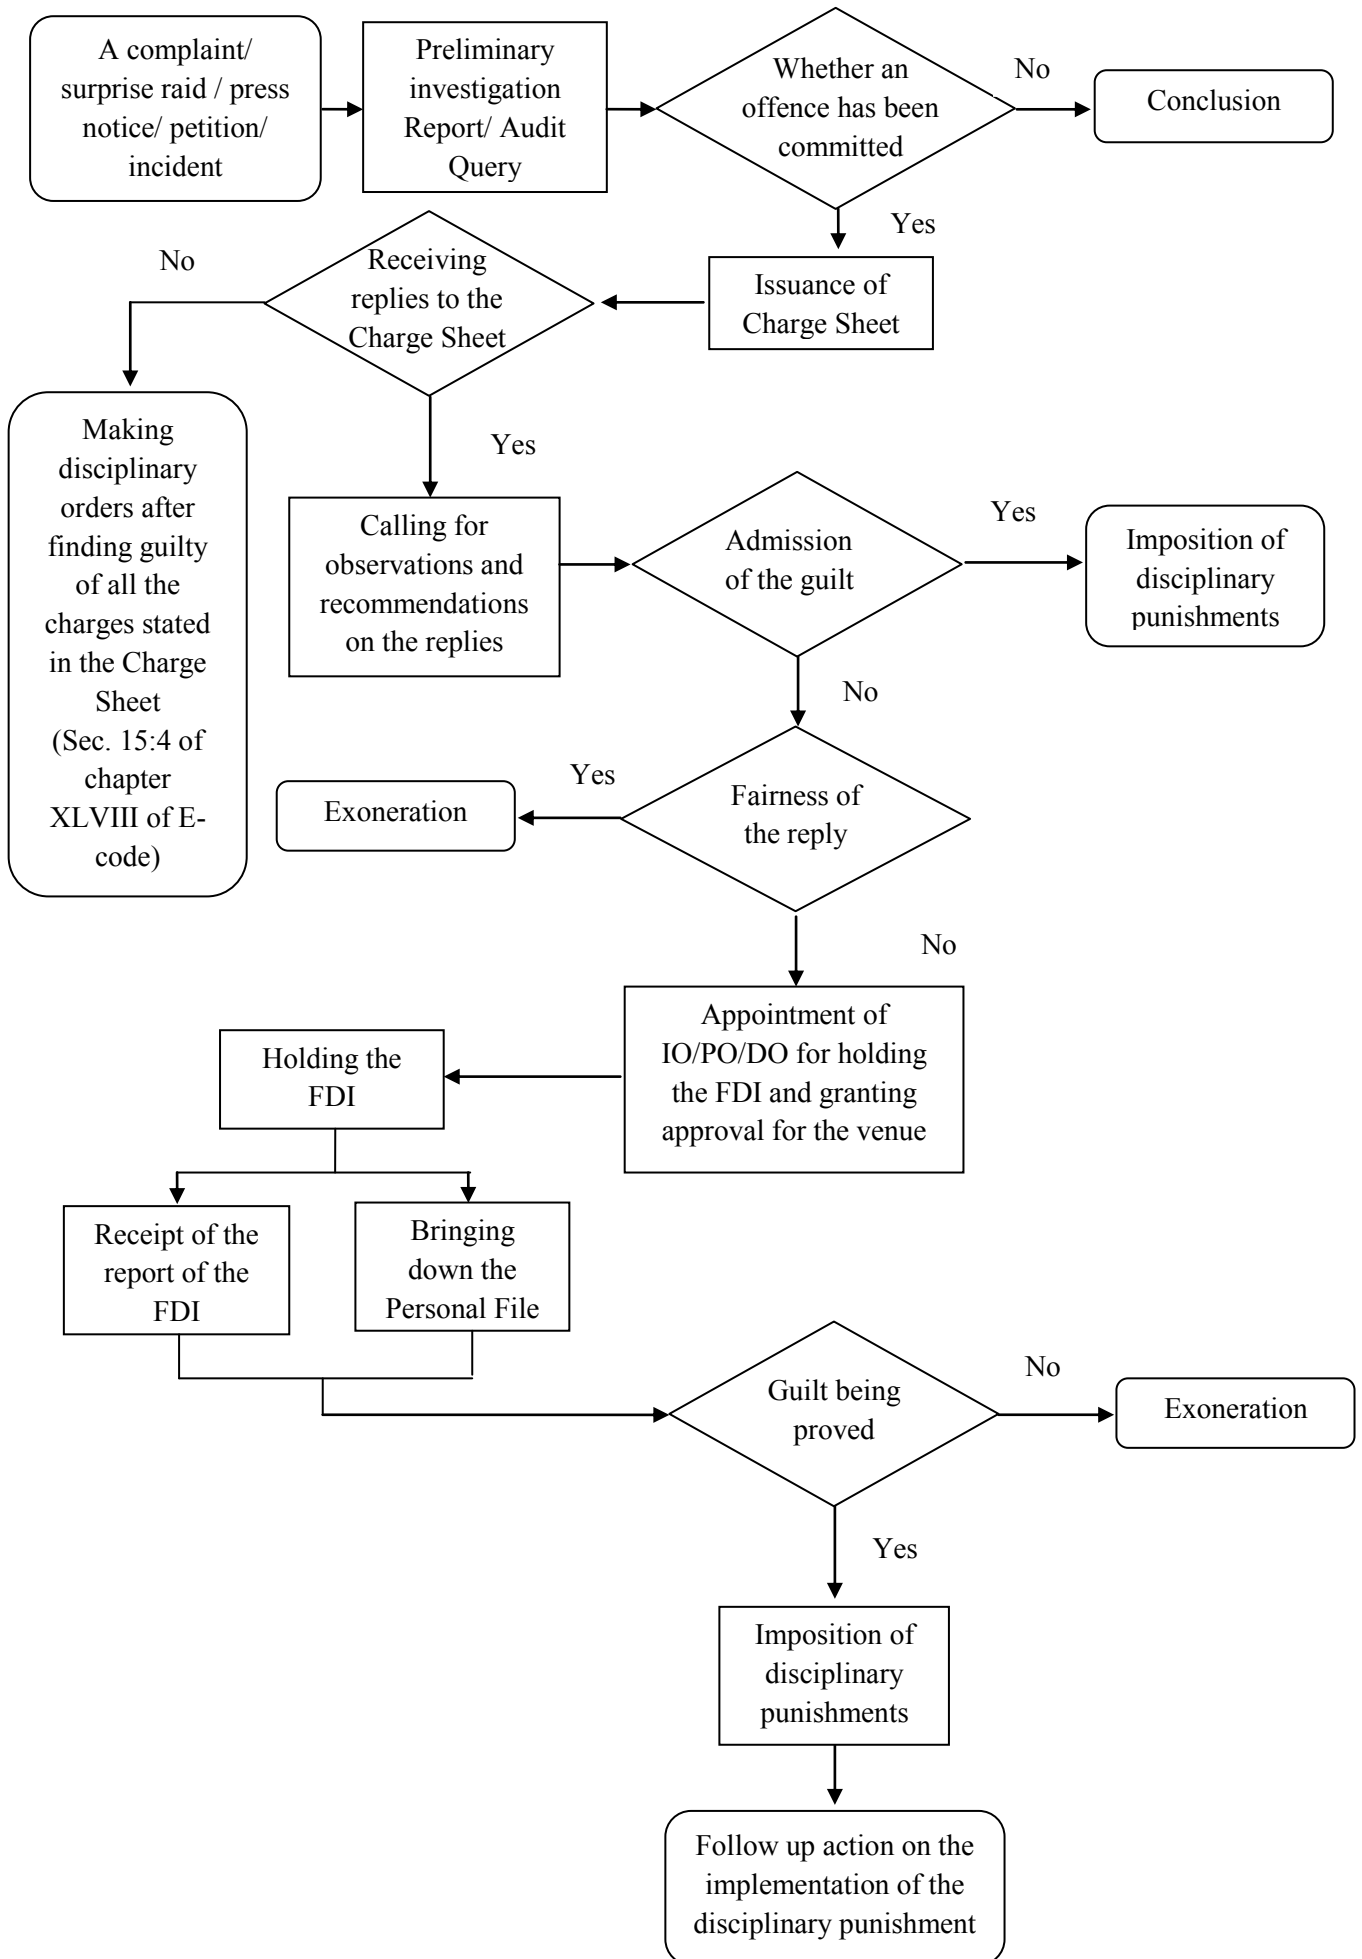 A complaint/
surprise raid / press
notice/ petition/
incident
Preliminary
investigation
Report/ Audit
Query
Whether an
offence has been
committed
No
Conclusion
Yes
Issuance of
Charge Sheet
Receiving
replies to the
Charge Sheet
No
Making
disciplinary
orders after
finding guilty
of all the
charges stated
in the Charge
Sheet
(Sec. 15:4 of
chapter
XLVIII of E-
code)
Yes
Calling for
observations and
recommendations
on the replies
Admission
of the guilt
Yes
Imposition of
disciplinary
punishments
No
Fairness of
the reply
Yes
Exoneration
No
Appointment of
IO/PO/DO for holding
the FDI and granting
approval for the venue
Holding the
FDI
Receipt of the
report of the
FDI
Bringing
down the
Personal File
Guilt being
proved
No
Exoneration
Yes
Imposition of
disciplinary
punishments
Follow up action on the
implementation of the
disciplinary punishment